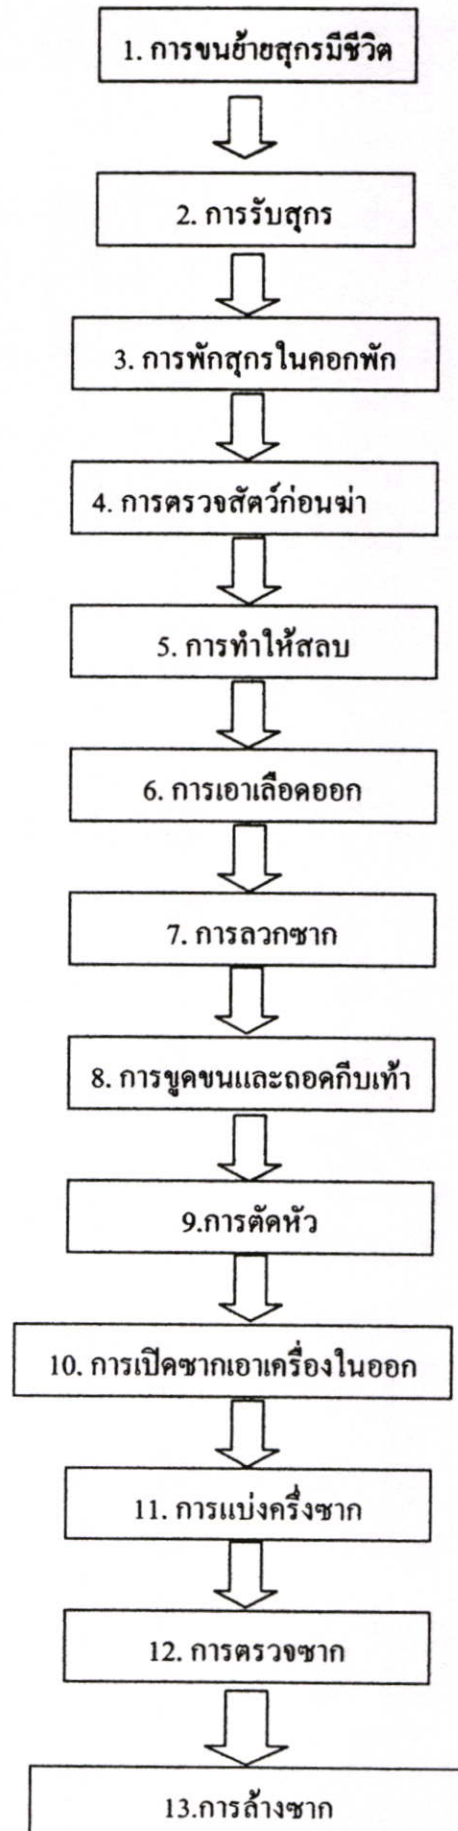 1. การขนย้ายสุกรมีชีวิต
2. การรับสุกร
3. การพักสุกรในคอกพัก
4. การตรวจสัตว์ก่อนฆ่า
5. การทำให้สลบ
6. การเอาเลือดออก
7. การลวกซาก
8. การขูดขนและถอดกีบเท้า
9.การตัดหัว
10. การเปิดซากเอาเครื่องในออก
11. การแบ่งครึ่งซาก
12. การตรวจซาก
13.การล้างซาก